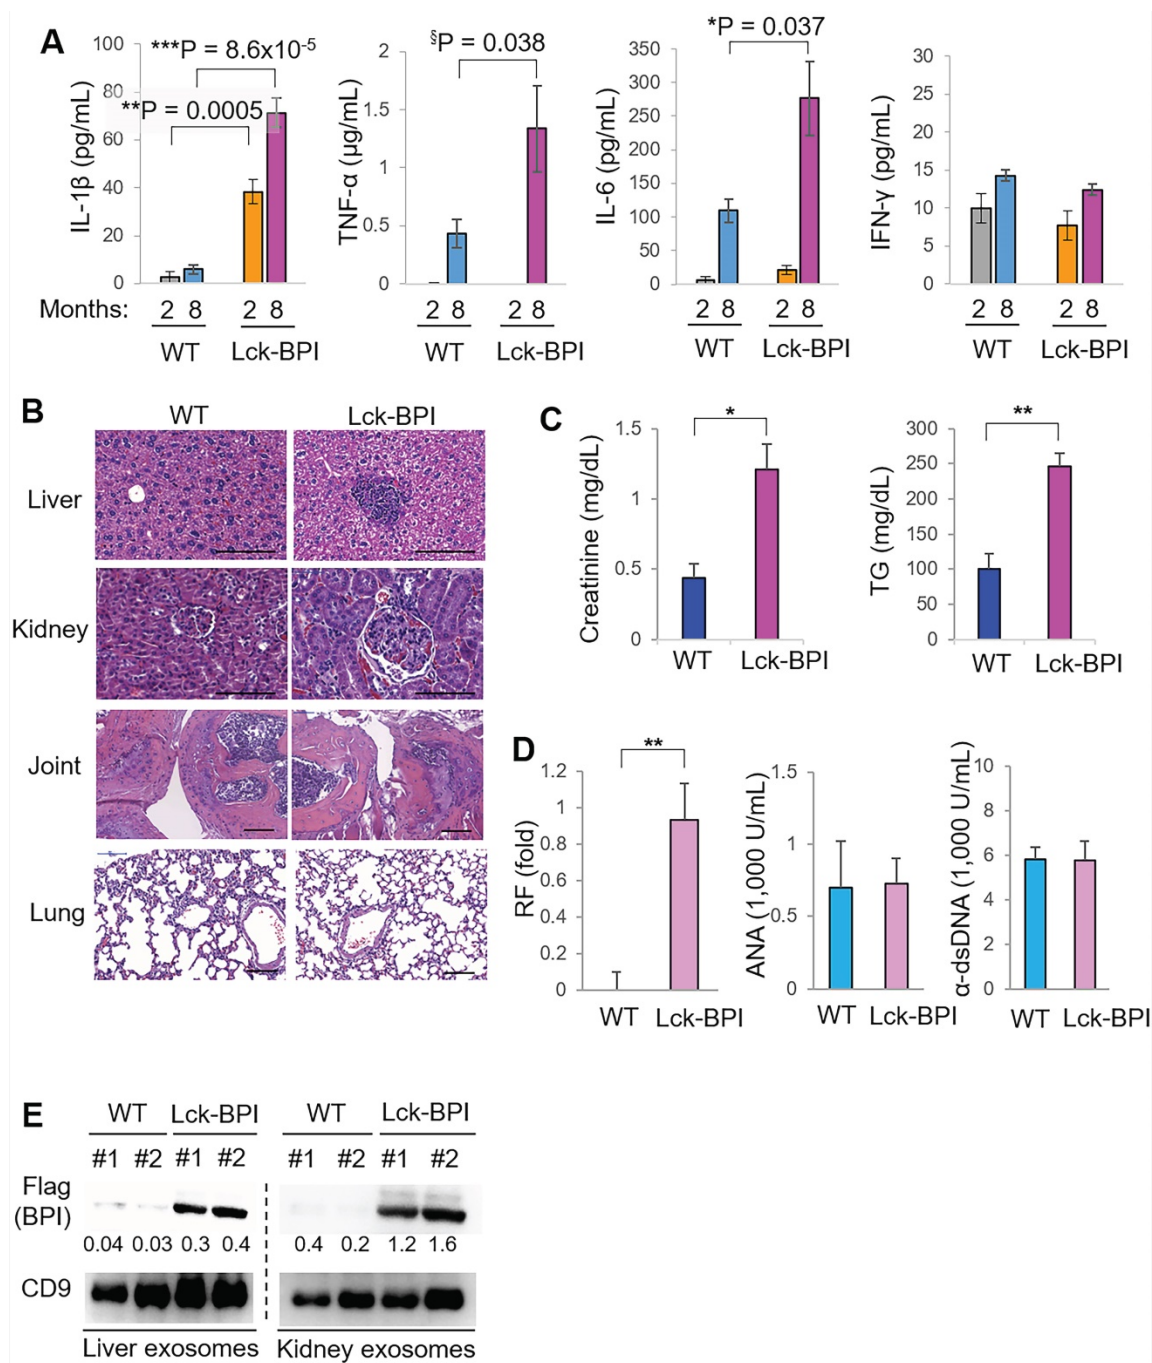 A
IL-1β (pg/mL)
100
80
60
40
20
0
***P = 8.6x10-5
**P = 0.0005
TNF-α (µg/mL)
2
1.5
1
0.5
0
§P = 0.038
IL-6 (pg/mL)
350
300
250
200
150
100
50
0
*P = 0.037
IFN-γ (pg/mL)
30
25
20
15
10
5
0
Months: 2 8 2 8 2 8 2 8 2 8 2 8 2 8 2 8
WT Lck-BPI WT Lck-BPI WT Lck-BPI WT Lck-BPI
B
WT Lck-BPI
Liver
Kidney
Joint
Lung
C
Creatinine (mg/dL)
1.5
1
0.5
0
*
WT Lck-BPI
TG (mg/dL)
300
250
200
150
100
50
0
**
WT Lck-BPI
D
RF (fold)
1.2
1
0.8
0.6
0.4
0.2
0
**
WT Lck-BPI
ANA (1,000 U/mL)
1.5
1
0.5
0
WT Lck-BPI
α-dsDNA (1,000 U/mL)
10
8
6
4
2
0
WT Lck-BPI
E
WT Lck-BPI WT Lck-BPI
#1 #2 #1 #2 #1 #2 #1 #2
Flag
(BPI)
0.04 0.03 0.3 0.4 0.4 0.2 1.2 1.6
CD9
Liver exosomes Kidney exosomes